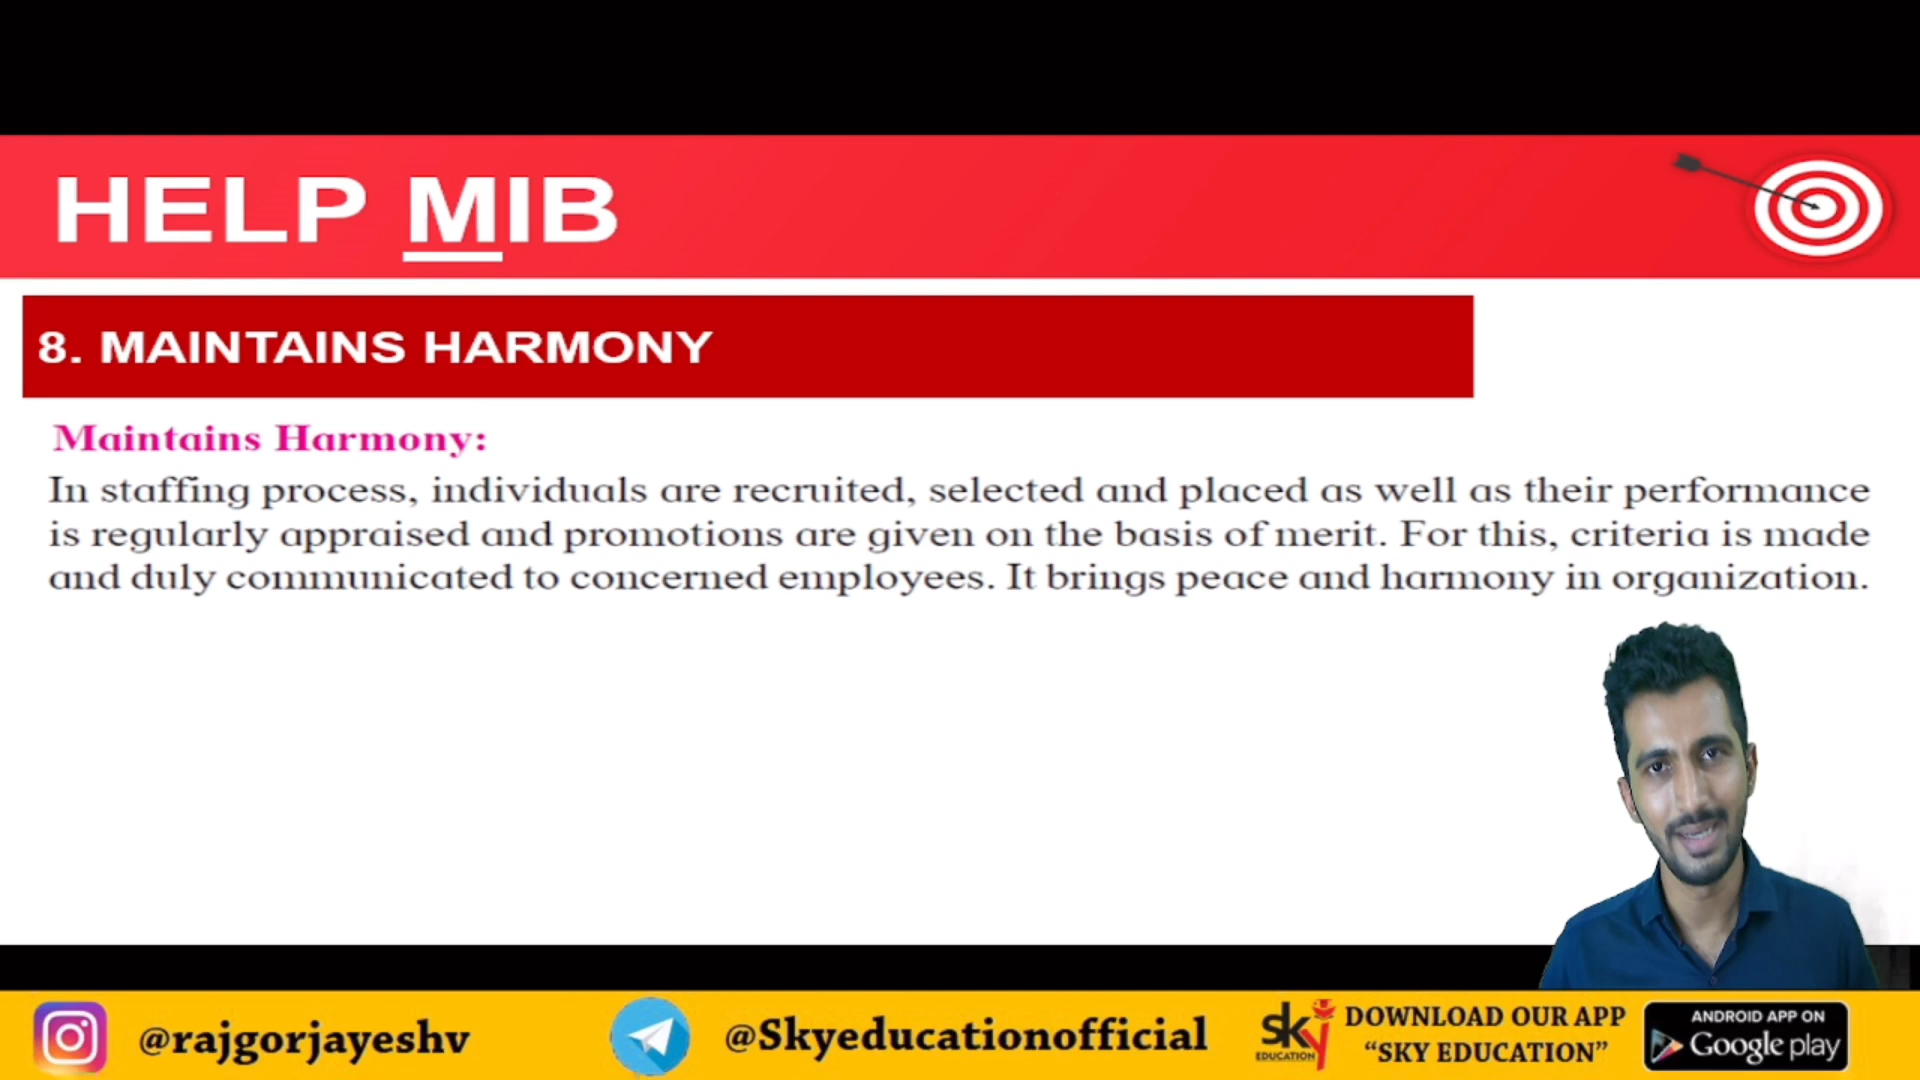 HELP MIB
8. MAINTAINS HARMONY
Maintains Harmony:
In staffing process, individuals are recruited, selected and placed as well as their performance
is regularly appraised and promotions are given on the basis of merit. For this, criteria is made
and duly communicated to concerned employees. It brings peace and harmony in organization.
@rajgorjayeshv
@Skyeducationofficial
sky
EDUCATION
DOWNLOAD OUR APP
“SKY EDUCATION”
ANDROID APP ON
Google play